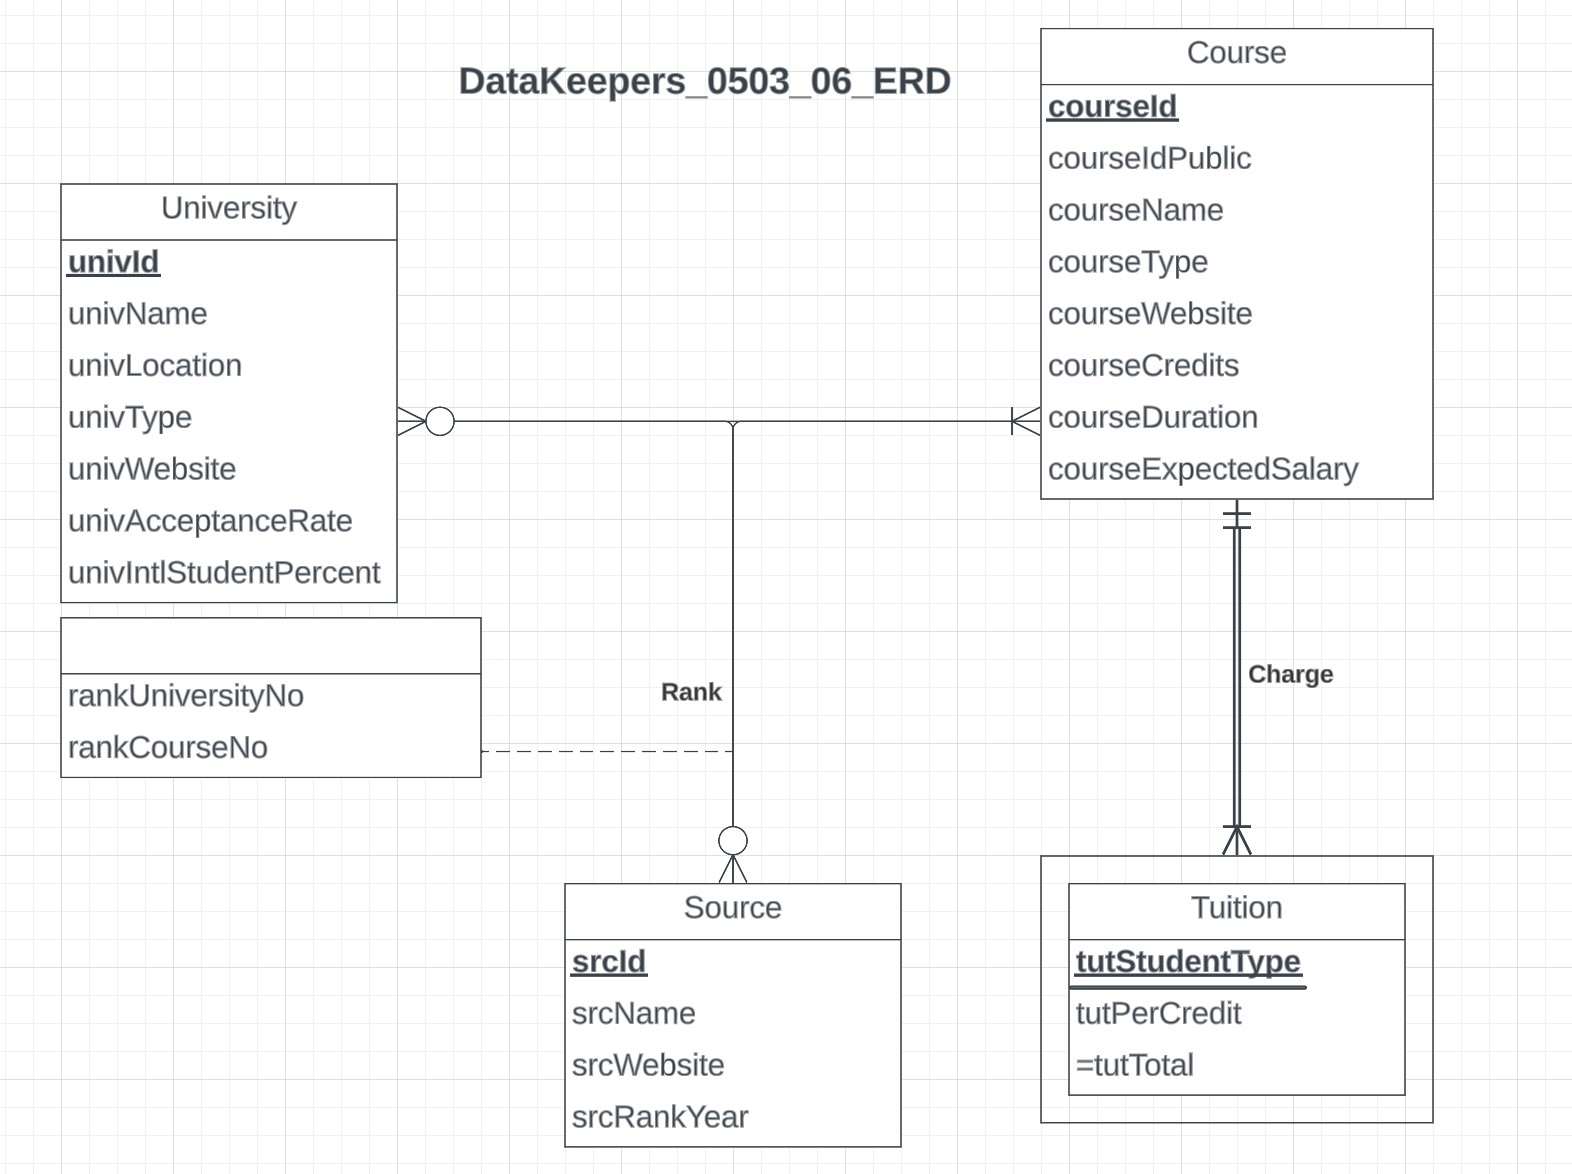 DataKeepers_0503_06_ERD
University
univId
univName
univLocation
univType
univWebsite
univAcceptanceRate
univIntlStudentPercent
rankUniversityNo
rankCourseNo
Rank
Source
srcId
srcName
srcWebsite
srcRankYear
Course
courseId
courseIdPublic
courseName
courseType
courseWebsite
courseCredits
courseDuration
courseExpectedSalary
Charge
Tuition
tutStudentType
tutPerCredit
=tutTotal